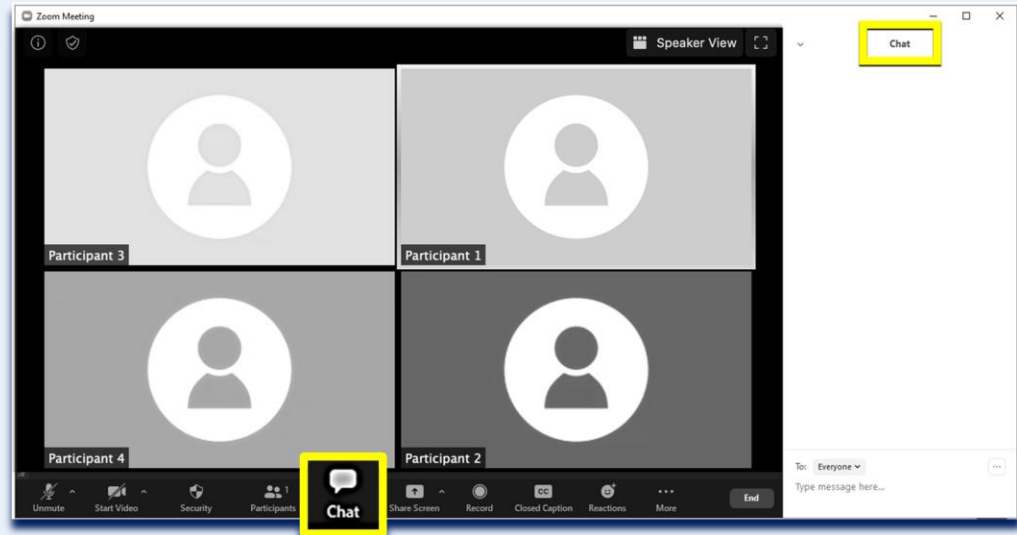 Zoom Meeting
Speaker View
Chat
Participant 3
Participant 1
Participant 4
Participant 2
To: Everyone
Type message here...
Unmute
Start Video
Security
Participants 1
Chat
Share Screen
Record
CC
Closed Caption
Reactions
More
End